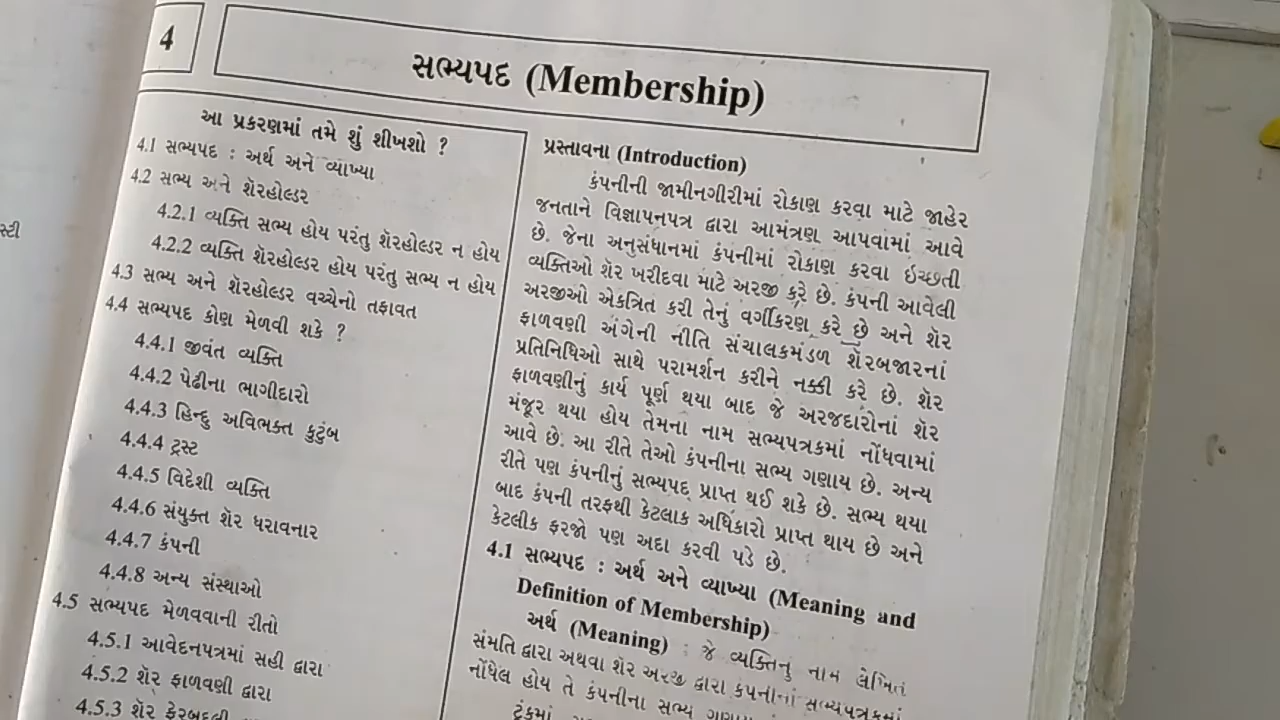 4
સભ્યપદ (Membership)
આ પ્રકરણમાં તમે શું શીખશો ?
4.1 સભ્યપદ : અર્થ અને વ્યાખ્યા
4.2 સભ્ય અને શૅરહોલ્ડર
4.2.1 વ્યક્તિ સભ્ય હોય પરંતુ શૅરહોલ્ડર ન હોય
4.2.2 વ્યક્તિ શૅરહોલ્ડર હોય પરંતુ સભ્ય ન હોય
4.3 સભ્ય અને શૅરહોલ્ડર વચ્ચેનો તફાવત
4.4 સભ્યપદ કોણ મેળવી શકે ?
4.4.1 જીવંત વ્યક્તિ
4.4.2 પેઢીના ભાગીદારો
4.4.3 હિન્દુ અવિભક્ત કુટુંબ
4.4.4 ટ્રસ્ટ
4.4.5 વિદેશી વ્યક્તિ
4.4.6 સંયુક્ત શૅર ધરાવનાર
4.4.7 કંપની
4.4.8 અન્ય સંસ્થાઓ
4.5 સભ્યપદ મેળવવાની રીતો
4.5.1 આવેદનપત્રમાં સહી દ્વારા
4.5.2 શૅર ફાળવણી દ્વારા
4.5.3 શૅર ફેરબદલી
પ્રસ્તાવના (Introduction)
કંપનીની જામીનગીરીમાં રોકાણ કરવા માટે જાહેર
જનતાને વિજ્ઞાપનપત્ર દ્વારા આમંત્રણ આપવામાં આવે
છે. જેના અનુસંધાનમાં કંપનીમાં રોકાણ કરવા ઇચ્છતી
વ્યક્તિઓ શૅર ખરીદવા માટે અરજી કરે છે. કંપની આવેલી
અરજીઓ એકત્રિત કરી તેનું વર્ગીકરણ કરે છે અને શૅર
ફાળવણી અંગેની નીતિ સંચાલકમંડળ શૅરબજારનાં
પ્રતિનિધિઓ સાથે પરામર્શન કરીને નક્કી કરે છે. શૅર
ફાળવણીનું કાર્ય પૂર્ણ થયા બાદ જે અરજદારોનાં શૅર
મંજૂર થયા હોય તેમના નામ સભ્યપત્રકમાં નોંધવામાં
આવે છે. આ રીતે તેઓ કંપનીના સભ્ય ગણાય છે. અન્ય
રીતે પણ કંપનીનું સભ્યપદ પ્રાપ્ત થઈ શકે છે. સભ્ય થયા
બાદ કંપની તરફથી કેટલાક અધિકારો પ્રાપ્ત થાય છે અને
કેટલીક ફરજો પણ અદા કરવી પડે છે.
4.1 સભ્યપદ : અર્થ અને વ્યાખ્યા (Meaning and
Definition of Membership)
અર્થ (Meaning) : જે વ્યક્તિનું નામ લેખિત
સંમતિ દ્વારા અથવા શૅર અરજી દ્વારા કંપનીનાં સભ્યપત્રકમાં
નોંધેલ હોય તે કંપનીના સભ્ય ગણાય
ટૂંકમાં